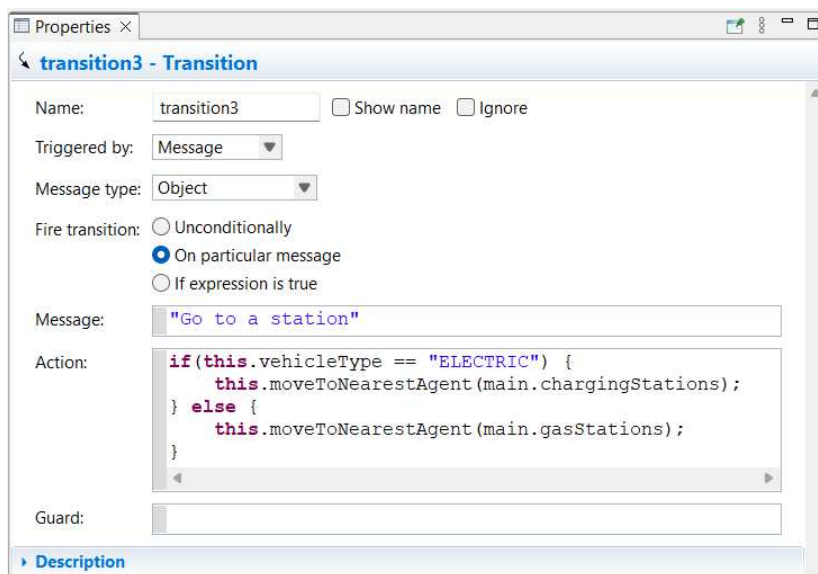 Properties
transition3 - Transition
Name: transition3 Show name Ignore
Triggered by: Message
Message type: Object
Fire transition: Unconditionally
On particular message
If expression is true
Message: "Go to a station"
Action: if(this.vehicleType == "ELECTRIC") {
this.moveToNearestAgent(main.chargingStations);
} else {
this.moveToNearestAgent(main.gasStations);
}
Guard:
Description